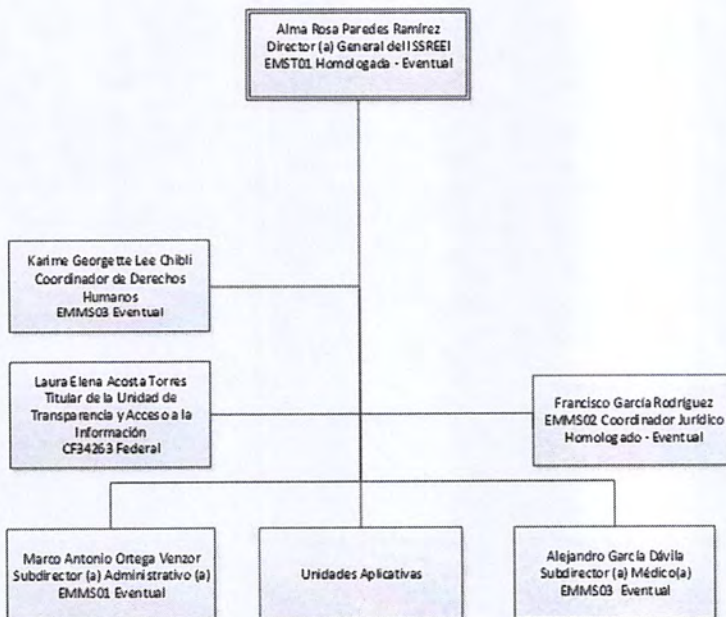 Alma Rosa Paredes Ramírez
Director (a) General del ISSREEI
EMST01 Homologada - Eventual
Karime Georgette Lee Chibli
Coordinador de Derechos
Humanos
EMMS03 Eventual
Laura Elena Acosta Torres
Titular de la Unidad de
Transparencia y Acceso a la
Información
CF34263 Federal
Francisco García Rodríguez
EMMS02 Coordinador Jurídico
Homologado - Eventual
Marco Antonio Ortega Venzor
Subdirector (a) Administrativo (a)
EMMS01 Eventual
Unidades Aplicativas
Alejandro García Dávila
Subdirector (a) Médico(a)
EMMS03 Eventual